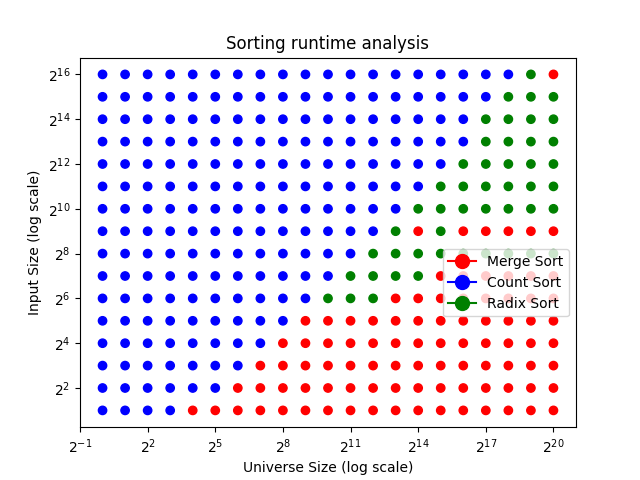 Sorting runtime analysis
Input Size (log scale)
2^16
2^14
2^12
2^10
2^8
2^6
2^4
2^2
Merge Sort
Count Sort
Radix Sort
2^−1 2^2 2^5 2^8 2^11 2^14 2^17 2^20
Universe Size (log scale)